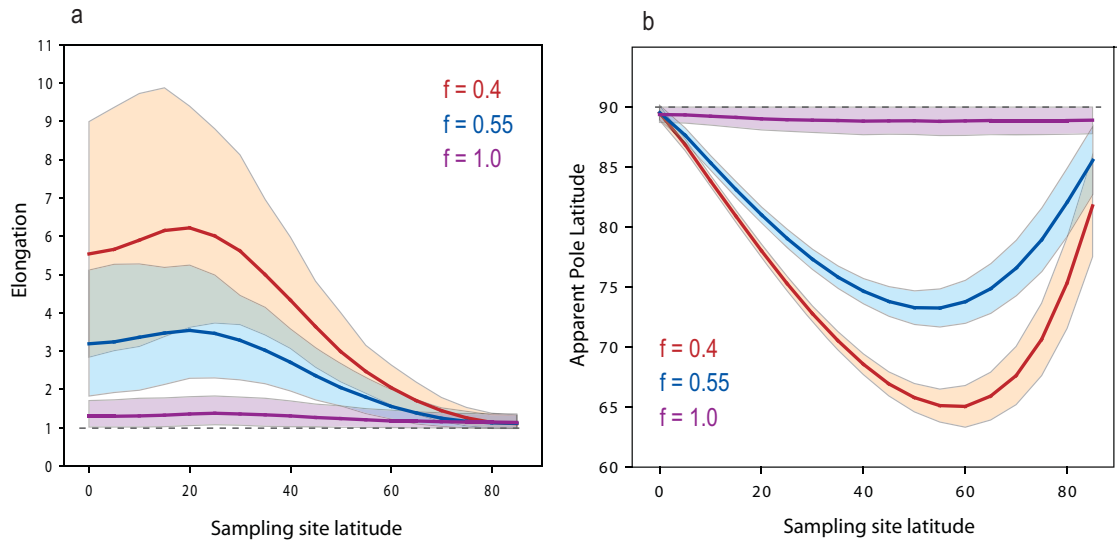 a
11
10
9
8
7
6
5
4
3
2
1
0
Elongation
f = 0.4
f = 0.55
f = 1.0
0 20 40 60 80
Sampling site latitude
b
90
85
80
75
70
65
60
Apparent Pole Latitude
f = 0.4
f = 0.55
f = 1.0
0 20 40 60 80
Sampling site latitude